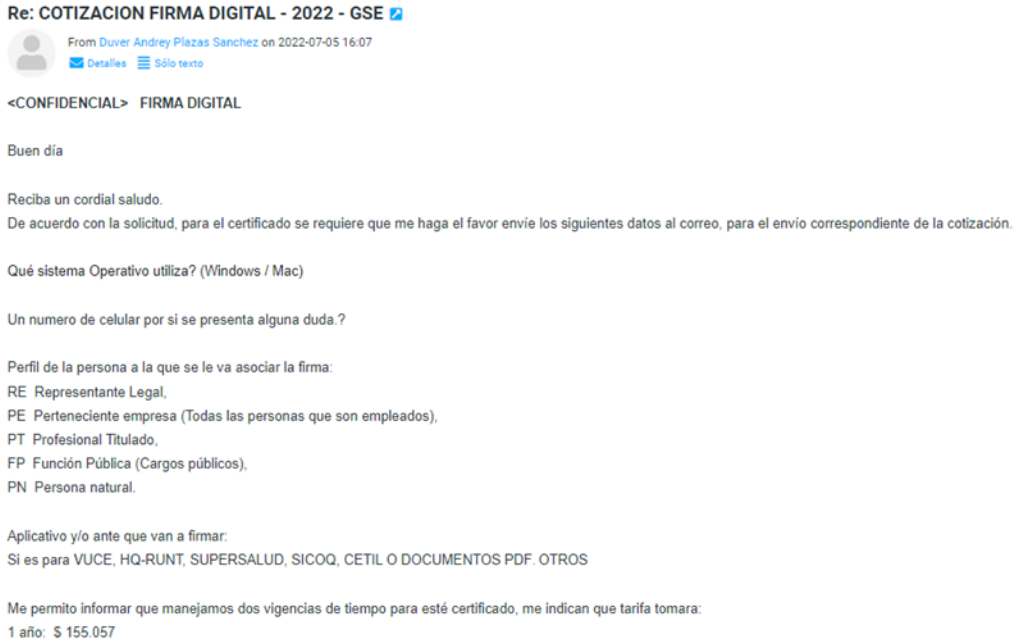 Re: COTIZACION FIRMA DIGITAL - 2022 - GSE
From Duver Andrey Plazas Sanchez on 2022-07-05 16:07
Detalles Sólo texto
<CONFIDENCIAL> FIRMA DIGITAL
Buen día
Reciba un cordial saludo.
De acuerdo con la solicitud, para el certificado se requiere que me haga el favor envíe los siguientes datos al correo, para el envío correspondiente de la cotización.
Qué sistema Operativo utiliza? (Windows / Mac)
Un numero de celular por si se presenta alguna duda.?
Perfil de la persona a la que se le va asociar la firma:
RE Representante Legal,
PE Perteneciente empresa (Todas las personas que son empleados),
PT Profesional Titulado,
FP Función Pública (Cargos públicos),
PN Persona natural.
Aplicativo y/o ante que van a firmar:
Si es para VUCE, HQ-RUNT, SUPERSALUD, SICOQ, CETIL O DOCUMENTOS PDF. OTROS
Me permito informar que manejamos dos vigencias de tiempo para esté certificado, me indican que tarifa tomara:
1 año: $ 155.057